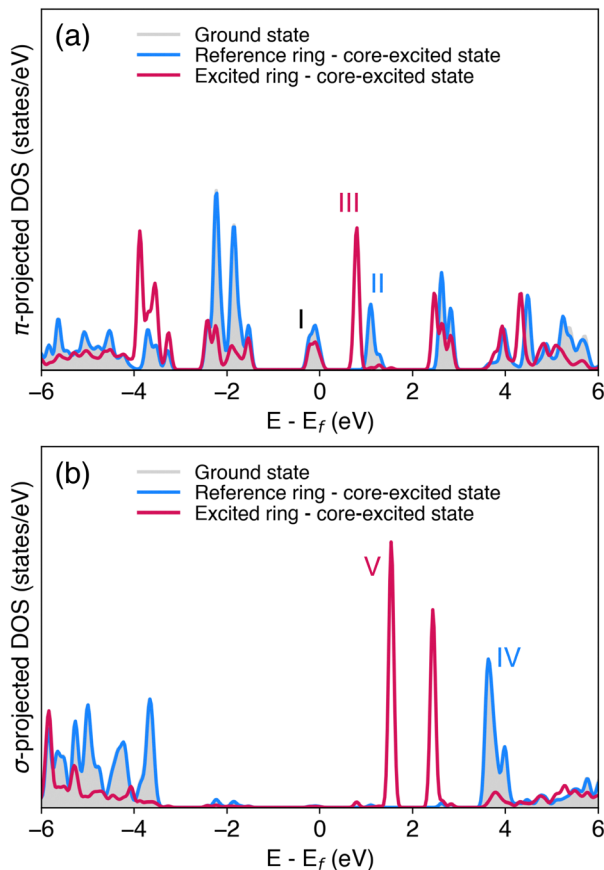 (a)
Ground state
Reference ring - core-excited state
Excited ring - core-excited state
π-projected DOS (states/eV)
III
II
I
−6 −4 −2 0 2 4 6
E - E_f (eV)
(b)
Ground state
Reference ring - core-excited state
Excited ring - core-excited state
σ-projected DOS (states/eV)
V
IV
−6 −4 −2 0 2 4 6
E - E_f (eV)